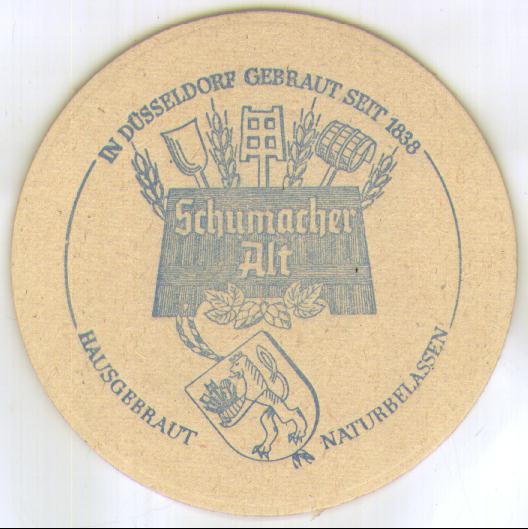 IN DÜSSELDORF GEBRAUT SEIT 1838
Schumacher
Alt
HAUSGEBRAUT
NATURBELASSEN